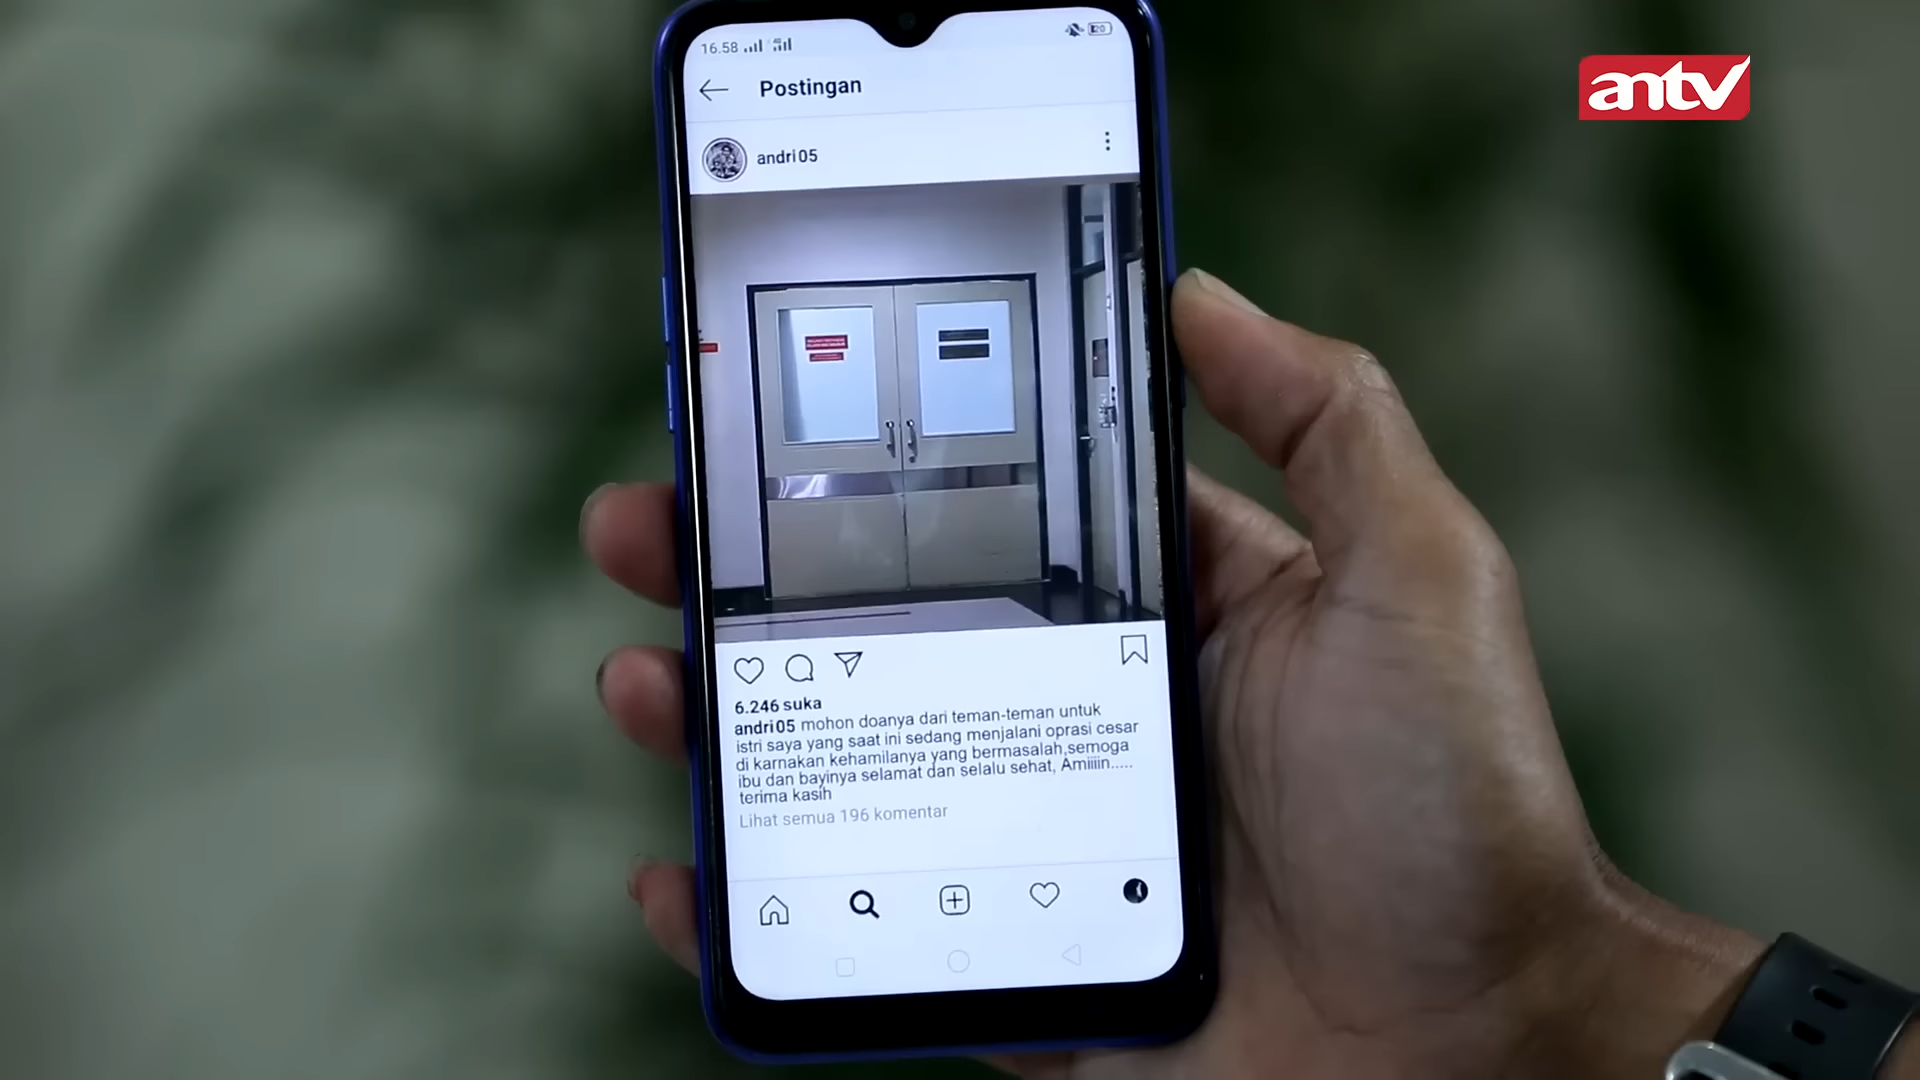 16.58
20
antv
Postingan
andri05
6.246 suka
andri05 mohon doanya dari teman-teman untuk
istri saya yang saat ini sedang menjalani oprasi cesar
di karnakan kehamilanya yang bermasalah,semoga
ibu dan bayinya selamat dan selalu sehat, Amiiiin.....
terima kasih
Lihat semua 196 komentar